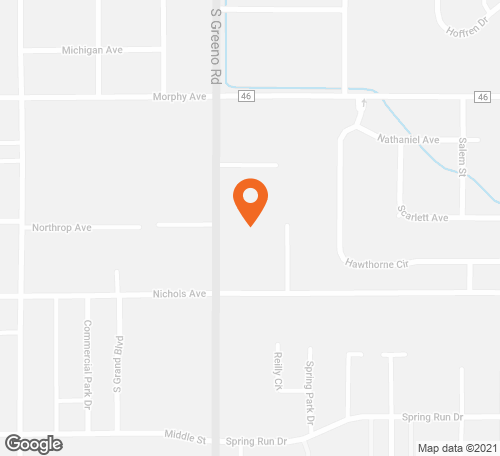 S Greeno Rd
Hoffren Dr
Michigan Ave
Morphy Ave
46
46
Nathaniel Ave
Salem St
Scarlett Ave
Northrop Ave
Hawthorne Cir
Nichols Ave
Commercial Park Dr
S Grand Blvd
Reilly Ct
Spring Park Dr
Spring Run Dr
Middle St
Spring Run Dr
Google
Map data ©2021